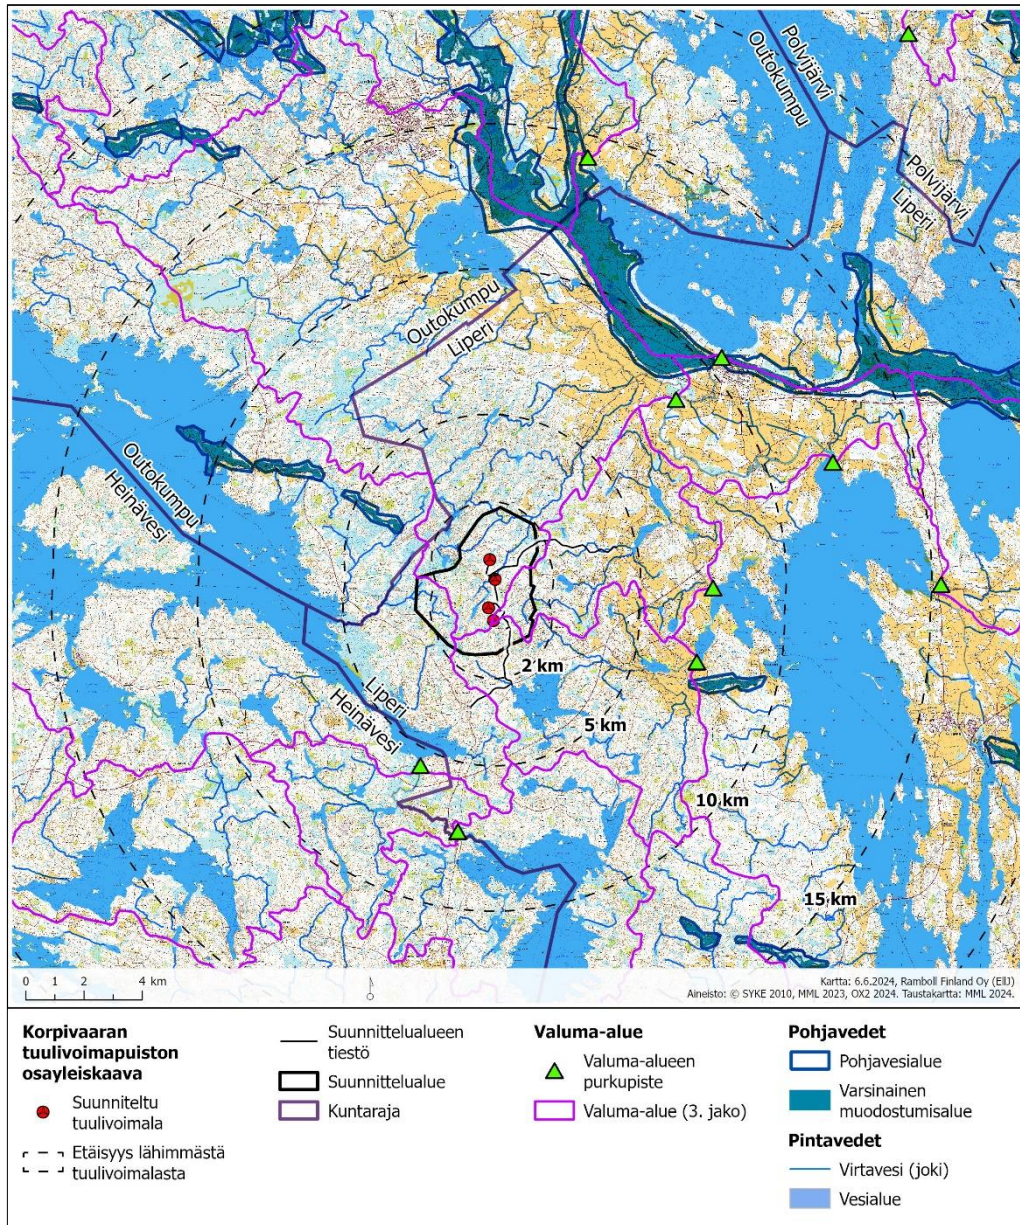 Polvijärvi
Outokumpu
Polvijärvi
Liperi
Outokumpu
Liperi
Outokumpu
Heinävesi
Liperi
Heinävesi
2 km
5 km
10 km
15 km
0 1 2 4 km
Kartta: 6.6.2024, Ramboll Finland Oy (EIIJ)
Aineisto: © SYKE 2010, MML 2023, OX2 2024. Taustakartta: MML 2024.
Korpivaaran
tuulivoimapuiston
osayleiskaava
Suunniteltu
tuulivoimala
Etäisyys lähimmästä
tuulivoimalasta
Suunnittelualueen
tiestö
Suunnittelualue
Kuntaraja
Valuma-alue
Valuma-alueen
purkupiste
Valuma-alue (3. jako)
Pohjavedet
Pohjavesialue
Varsinainen
muodostumisalue
Pintavedet
Virtavesi (joki)
Vesialue